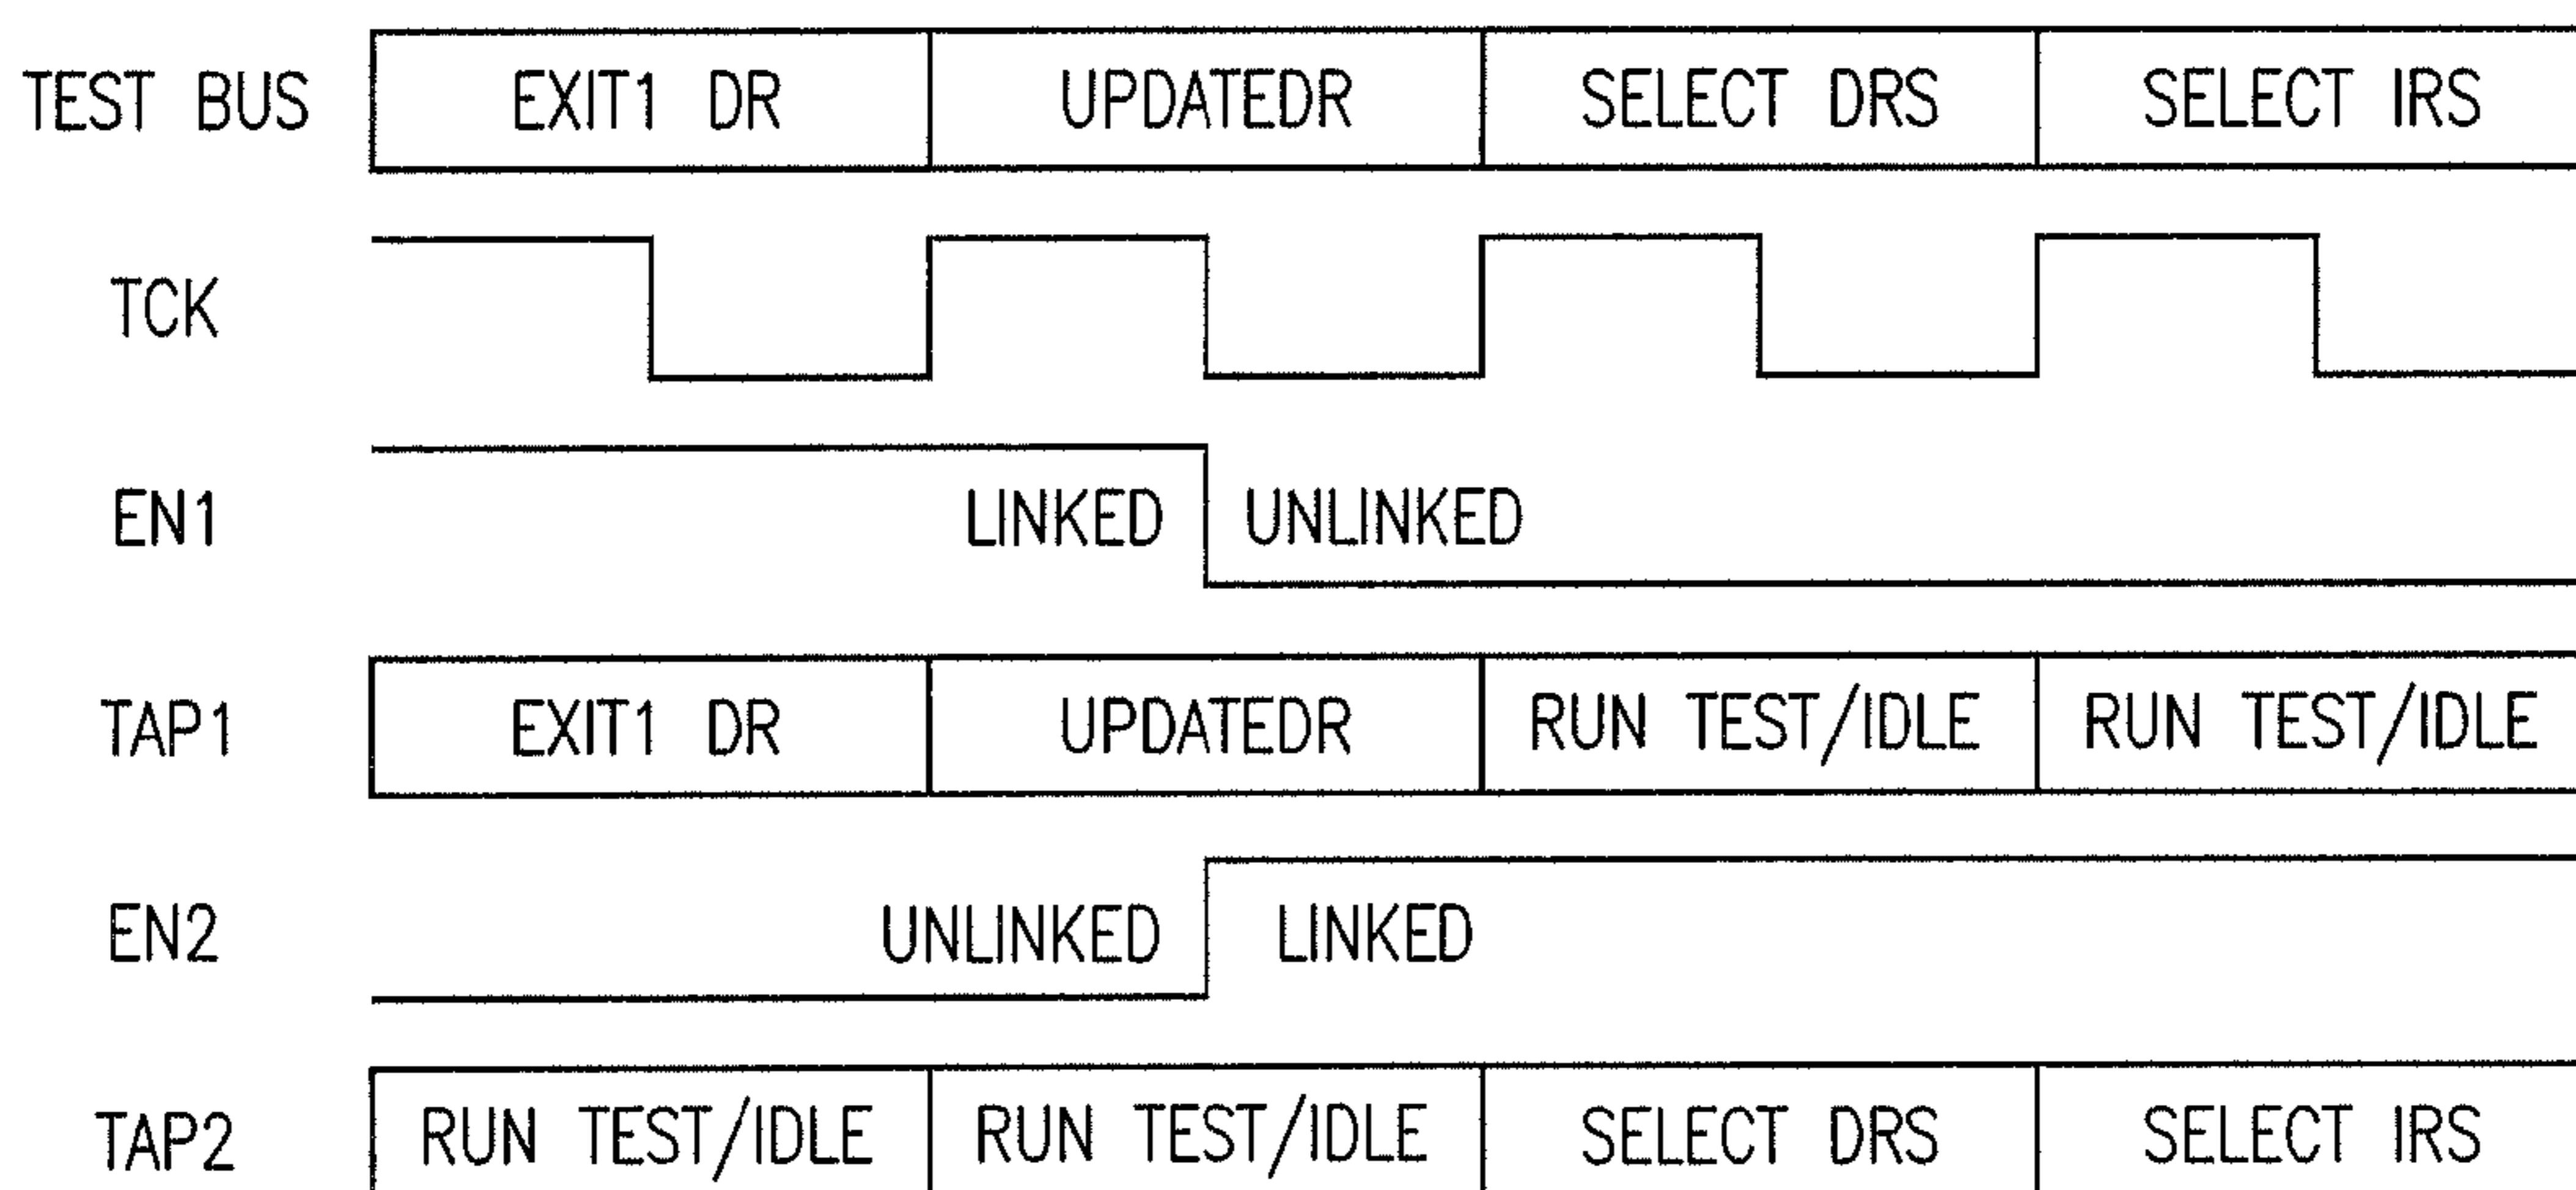 TEST BUS EXIT1 DR UPDATEDR SELECT DRS SELECT IRS
TCK
EN1 LINKED UNLINKED
TAP1 EXIT1 DR UPDATEDR RUN TEST/IDLE RUN TEST/IDLE
EN2 UNLINKED LINKED
TAP2 RUN TEST/IDLE RUN TEST/IDLE SELECT DRS SELECT IRS